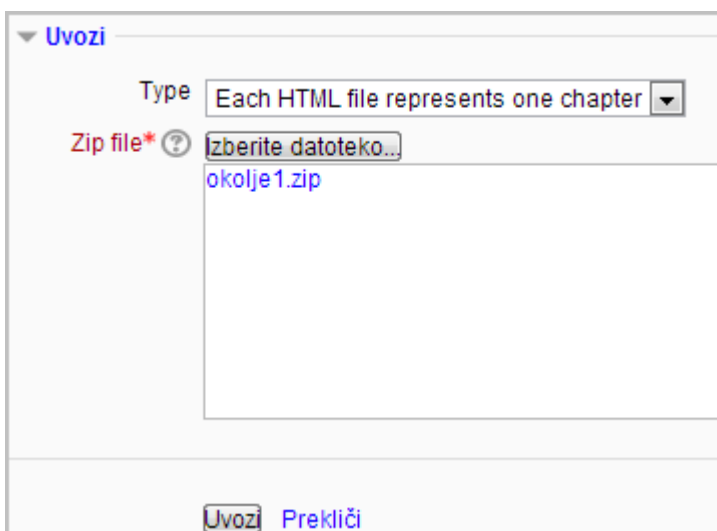 Uvozi
Type Each HTML file represents one chapter
Zip file* Izberite datoteko...
okolje1.zip
Uvozi Prekliči